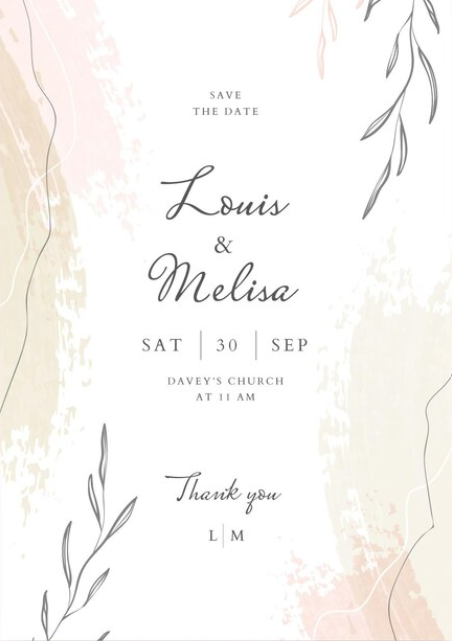 SAVE
THE DATE
Louis
&
Melisa
SAT | 30 | SEP
DAVEY'S CHURCH
AT 11 AM
Thank you
L|M